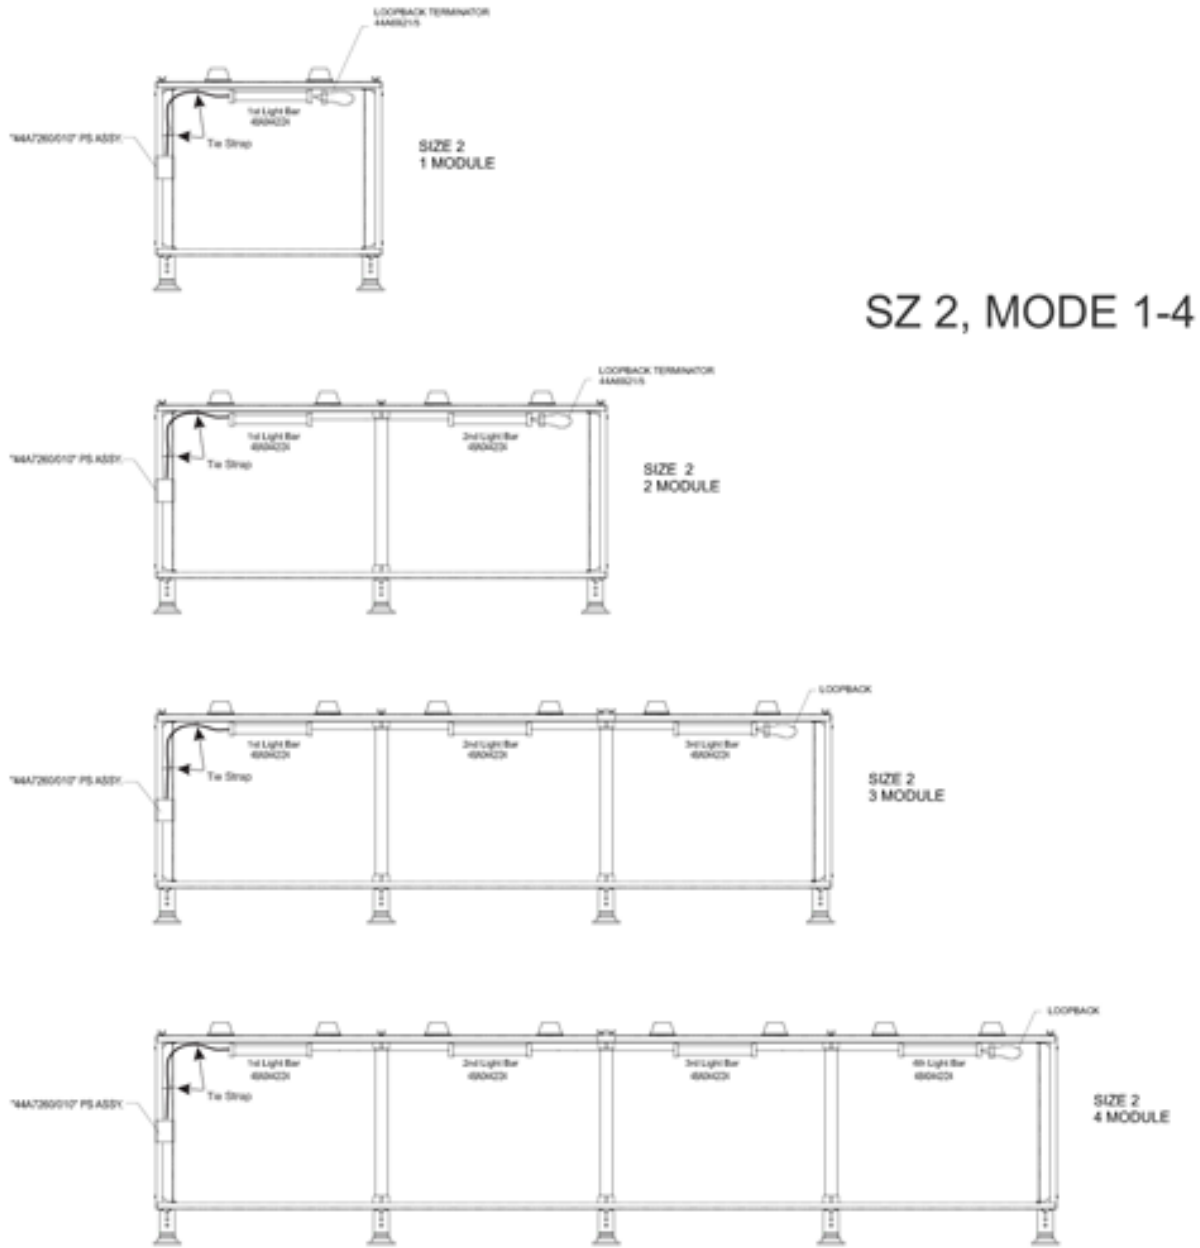 LOOPBACK TERMINATOR
1st Light Bar
"44A7260/010" PS ASSY.
Tie Strap
SIZE 2
1 MODULE
SZ 2, MODE 1-4
LOOPBACK TERMINATOR
1st Light Bar
2nd Light Bar
"44A7260/010" PS ASSY.
Tie Strap
SIZE 2
2 MODULE
LOOPBACK
1st Light Bar
2nd Light Bar
3rd Light Bar
"44A7260/010" PS ASSY.
Tie Strap
SIZE 2
3 MODULE
LOOPBACK
1st Light Bar
2nd Light Bar
3rd Light Bar
4th Light Bar
"44A7260/010" PS ASSY.
Tie Strap
SIZE 2
4 MODULE